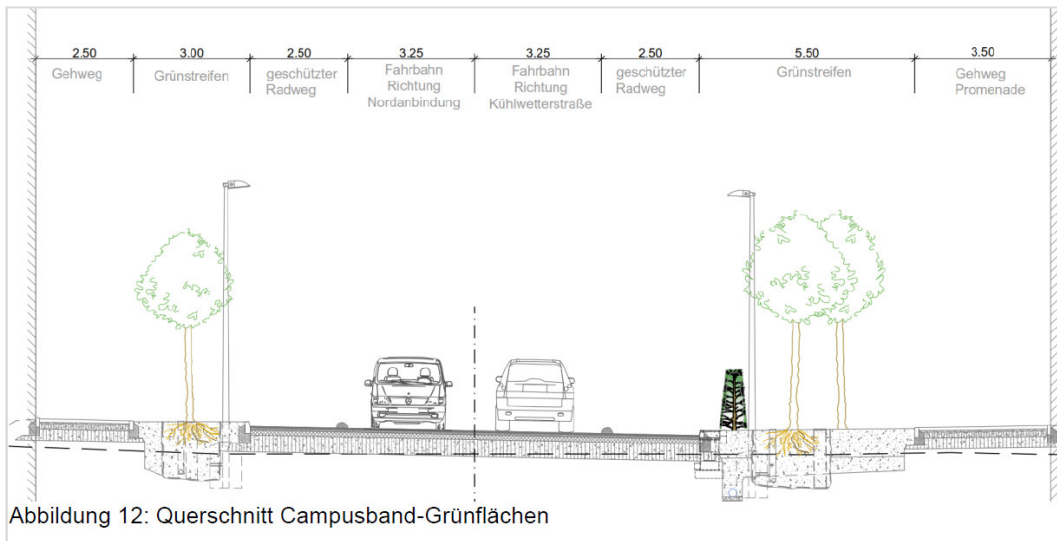 2.50 3.00 2.50 3.25 3.25 2.50 5.50 3.50
Gehweg
Grünstreifen
geschützter
Radweg
Fahrbahn
Richtung
Nordanbindung
Fahrbahn
Richtung
Kühlwetterstraße
geschützter
Radweg
Grünstreifen
Gehweg
Promenade
Abbildung 12: Querschnitt Campusband-Grünflächen